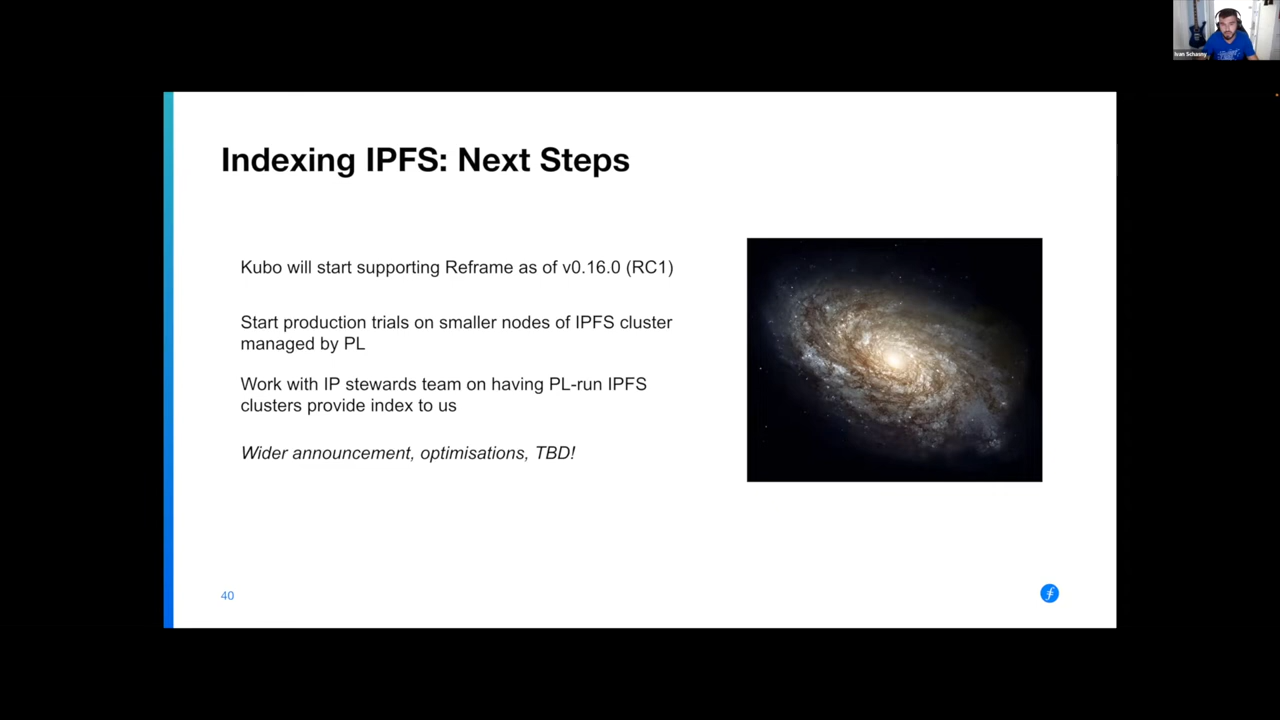 Ivan Schasny
Indexing IPFS: Next Steps
Kubo will start supporting Reframe as of v0.16.0 (RC1)
Start production trials on smaller nodes of IPFS cluster
managed by PL
Work with IP stewards team on having PL-run IPFS
clusters provide index to us
Wider announcement, optimisations, TBD!
40